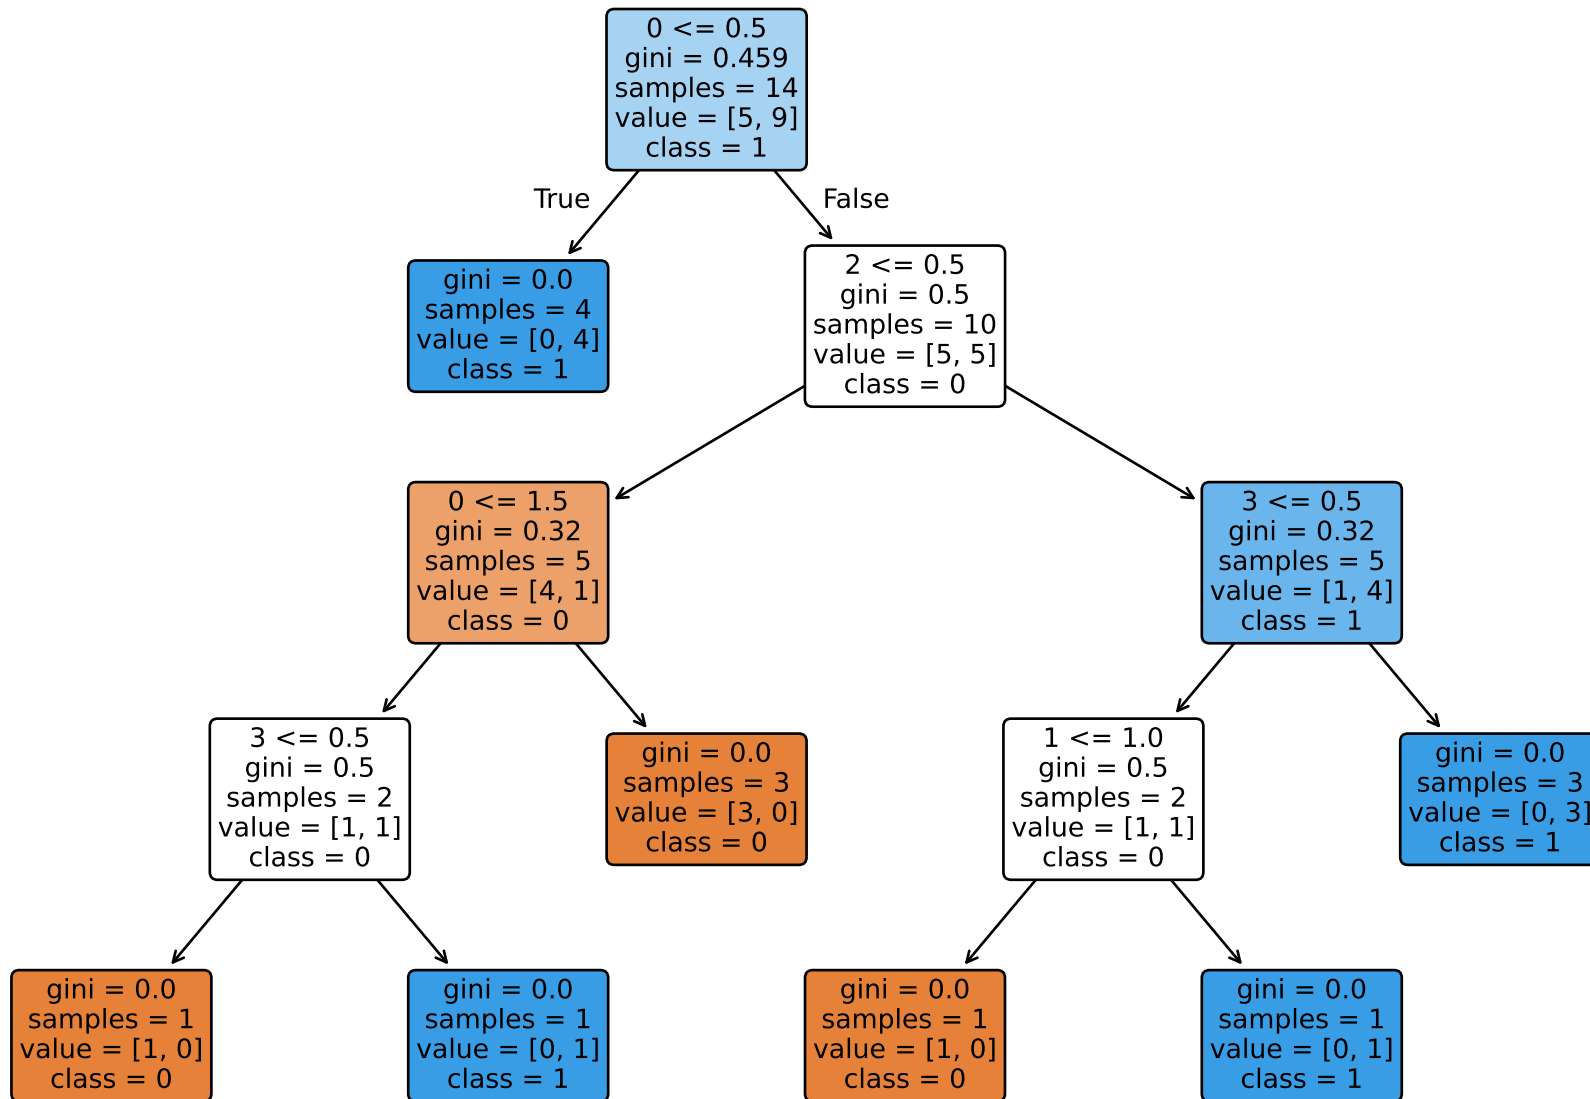 0 <= 0.5
gini = 0.459
samples = 14
value = [5, 9]
class = 1
True
False
gini = 0.0
samples = 4
value = [0, 4]
class = 1
2 <= 0.5
gini = 0.5
samples = 10
value = [5, 5]
class = 0
0 <= 1.5
gini = 0.32
samples = 5
value = [4, 1]
class = 0
3 <= 0.5
gini = 0.32
samples = 5
value = [1, 4]
class = 1
3 <= 0.5
gini = 0.5
samples = 2
value = [1, 1]
class = 0
gini = 0.0
samples = 3
value = [3, 0]
class = 0
1 <= 1.0
gini = 0.5
samples = 2
value = [1, 1]
class = 0
gini = 0.0
samples = 3
value = [0, 3]
class = 1
gini = 0.0
samples = 1
value = [1, 0]
class = 0
gini = 0.0
samples = 1
value = [0, 1]
class = 1
gini = 0.0
samples = 1
value = [1, 0]
class = 0
gini = 0.0
samples = 1
value = [0, 1]
class = 1